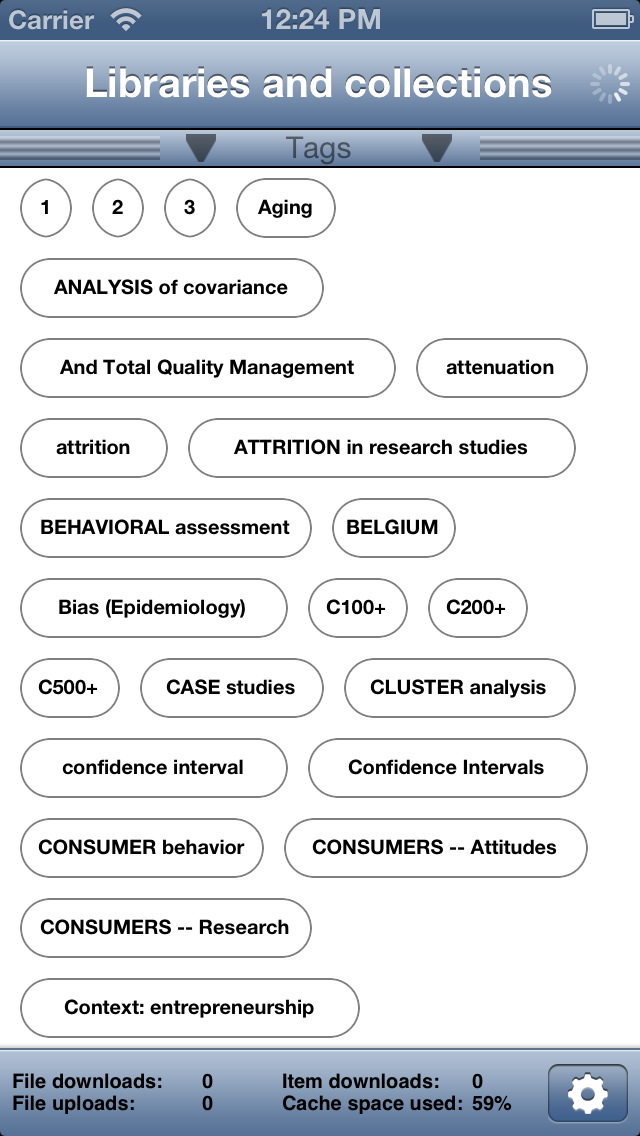 Carrier 12:24 PM
Libraries and collections
Tags
1 2 3 Aging
ANALYSIS of covariance
And Total Quality Management attenuation
attrition ATTRITION in research studies
BEHAVIORAL assessment BELGIUM
Bias (Epidemiology) C100+ C200+
C500+ CASE studies CLUSTER analysis
confidence interval Confidence Intervals
CONSUMER behavior CONSUMERS -- Attitudes
CONSUMERS -- Research
Context: entrepreneurship
File downloads: 0 Item downloads: 0
File uploads: 0 Cache space used: 59%